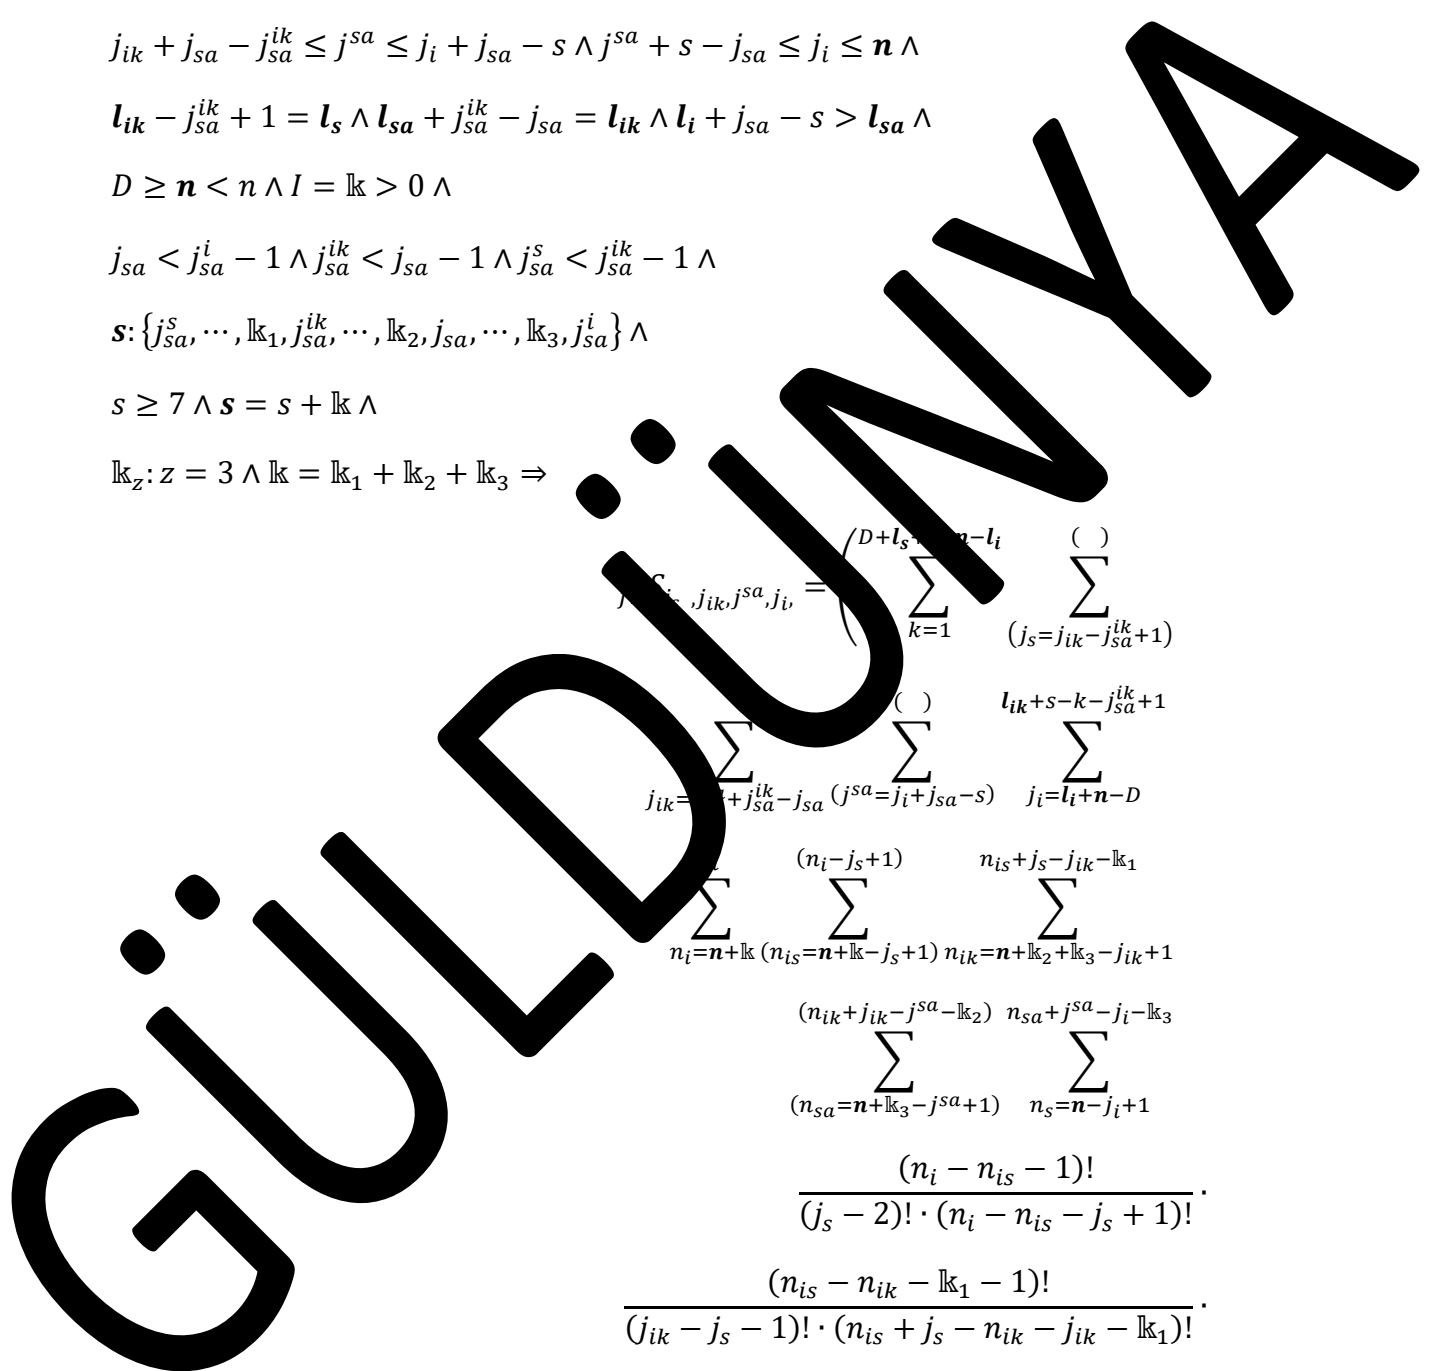 j_{ik} + j_{sa} − j_{sa}^{ik} ≤ j^{sa} ≤ j_i + j_{sa} − s ∧ j^{sa} + s − j_{sa} ≤ j_i ≤ n ∧
l_{ik} − j_{sa}^{ik} + 1 = l_s ∧ l_{sa} + j_{sa}^{ik} − j_{sa} = l_{ik} ∧ l_i + j_{sa} − s > l_{sa} ∧
D ≥ n < n ∧ I = 𝕜 > 0 ∧
j_{sa} < j_{sa}^{i} − 1 ∧ j_{sa}^{ik} < j_{sa} − 1 ∧ j_{sa}^{s} < j_{sa}^{ik} − 1 ∧
s: {j_{sa}^{s}, ⋯, 𝕜_1, j_{sa}^{ik}, ⋯, 𝕜_2, j_{sa}, ⋯, 𝕜_3, j_{sa}^{i}} ∧
s ≥ 7 ∧ s = s + 𝕜 ∧
𝕜_z: z = 3 ∧ 𝕜 = 𝕜_1 + 𝕜_2 + 𝕜_3 ⇒
,j_{ik},j^{sa},j_i, = ( ∑_{k=1} ∑_{(j_s=j_{ik}−j_{sa}^{ik}+1)}^{( )}
∑ ∑_{(j^{sa}=j_i+j_{sa}−s)}^{( )} ∑_{j_i=l_i+n−D}^{l_{ik}+s−k−j_{sa}^{ik}+1}
∑_{n_i=n+𝕜} ∑_{(n_{is}=n+𝕜−j_s+1)}^{(n_i−j_s+1)} ∑_{n_{ik}=n+𝕜_2+𝕜_3−j_{ik}+1}^{n_{is}+j_s−j_{ik}−𝕜_1}
∑_{(n_{sa}=n+𝕜_3−j^{sa}+1)}^{(n_{ik}+j_{ik}−j^{sa}−𝕜_2)} ∑_{n_s=n−j_i+1}^{n_{sa}+j^{sa}−j_i−𝕜_3}
(n_i − n_{is} − 1)!
(j_s − 2)! · (n_i − n_{is} − j_s + 1)! ·
(n_{is} − n_{ik} − 𝕜_1 − 1)!
(j_{ik} − j_s − 1)! · (n_{is} + j_s − n_{ik} − j_{ik} − 𝕜_1)! ·
GÜLDÜNYA